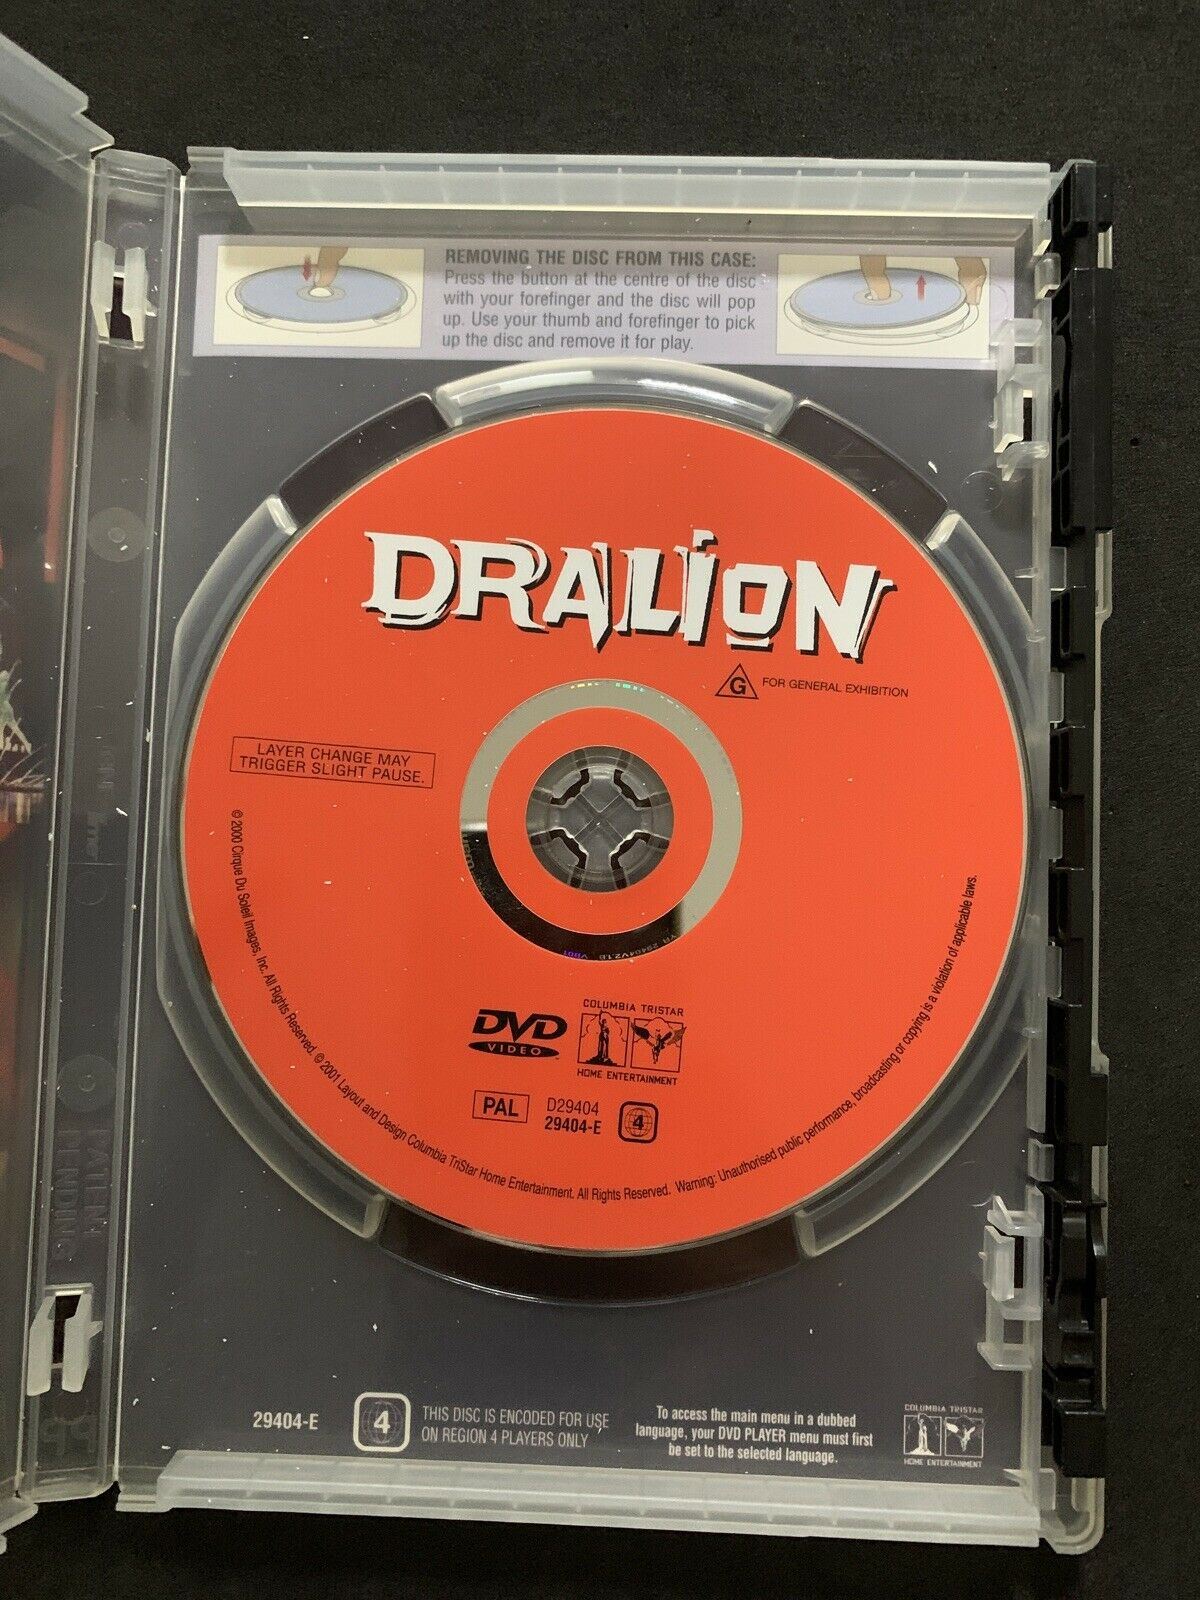 REMOVING THE DISC FROM THIS CASE:
Press the button at the centre of the disc
with your forefinger and the disc will pop
up. Use your thumb and forefinger to pick
up the disc and remove it for play.
DRALION
G FOR GENERAL EXHIBITION
LAYER CHANGE MAY
TRIGGER SLIGHT PAUSE.
29404V2.1.B
© 2000 Cirque Du Soleil Images, Inc. All Rights Reserved. © 2001 Layout and Design Columbia TriStar Home Entertainment. All Rights Reserved. Warning: Unauthorised public performance, broadcasting or copying is a violation of applicable laws.
DVD
VIDEO
COLUMBIA TRISTAR
HOME ENTERTAINMENT
PAL
D29404
29404-E
4
29404-E
4
THIS DISC IS ENCODED FOR USE
ON REGION 4 PLAYERS ONLY
To access the main menu in a dubbed
language, your DVD PLAYER menu must first
be set to the selected language.
COLUMBIA TRISTAR
HOME ENTERTAINMENT